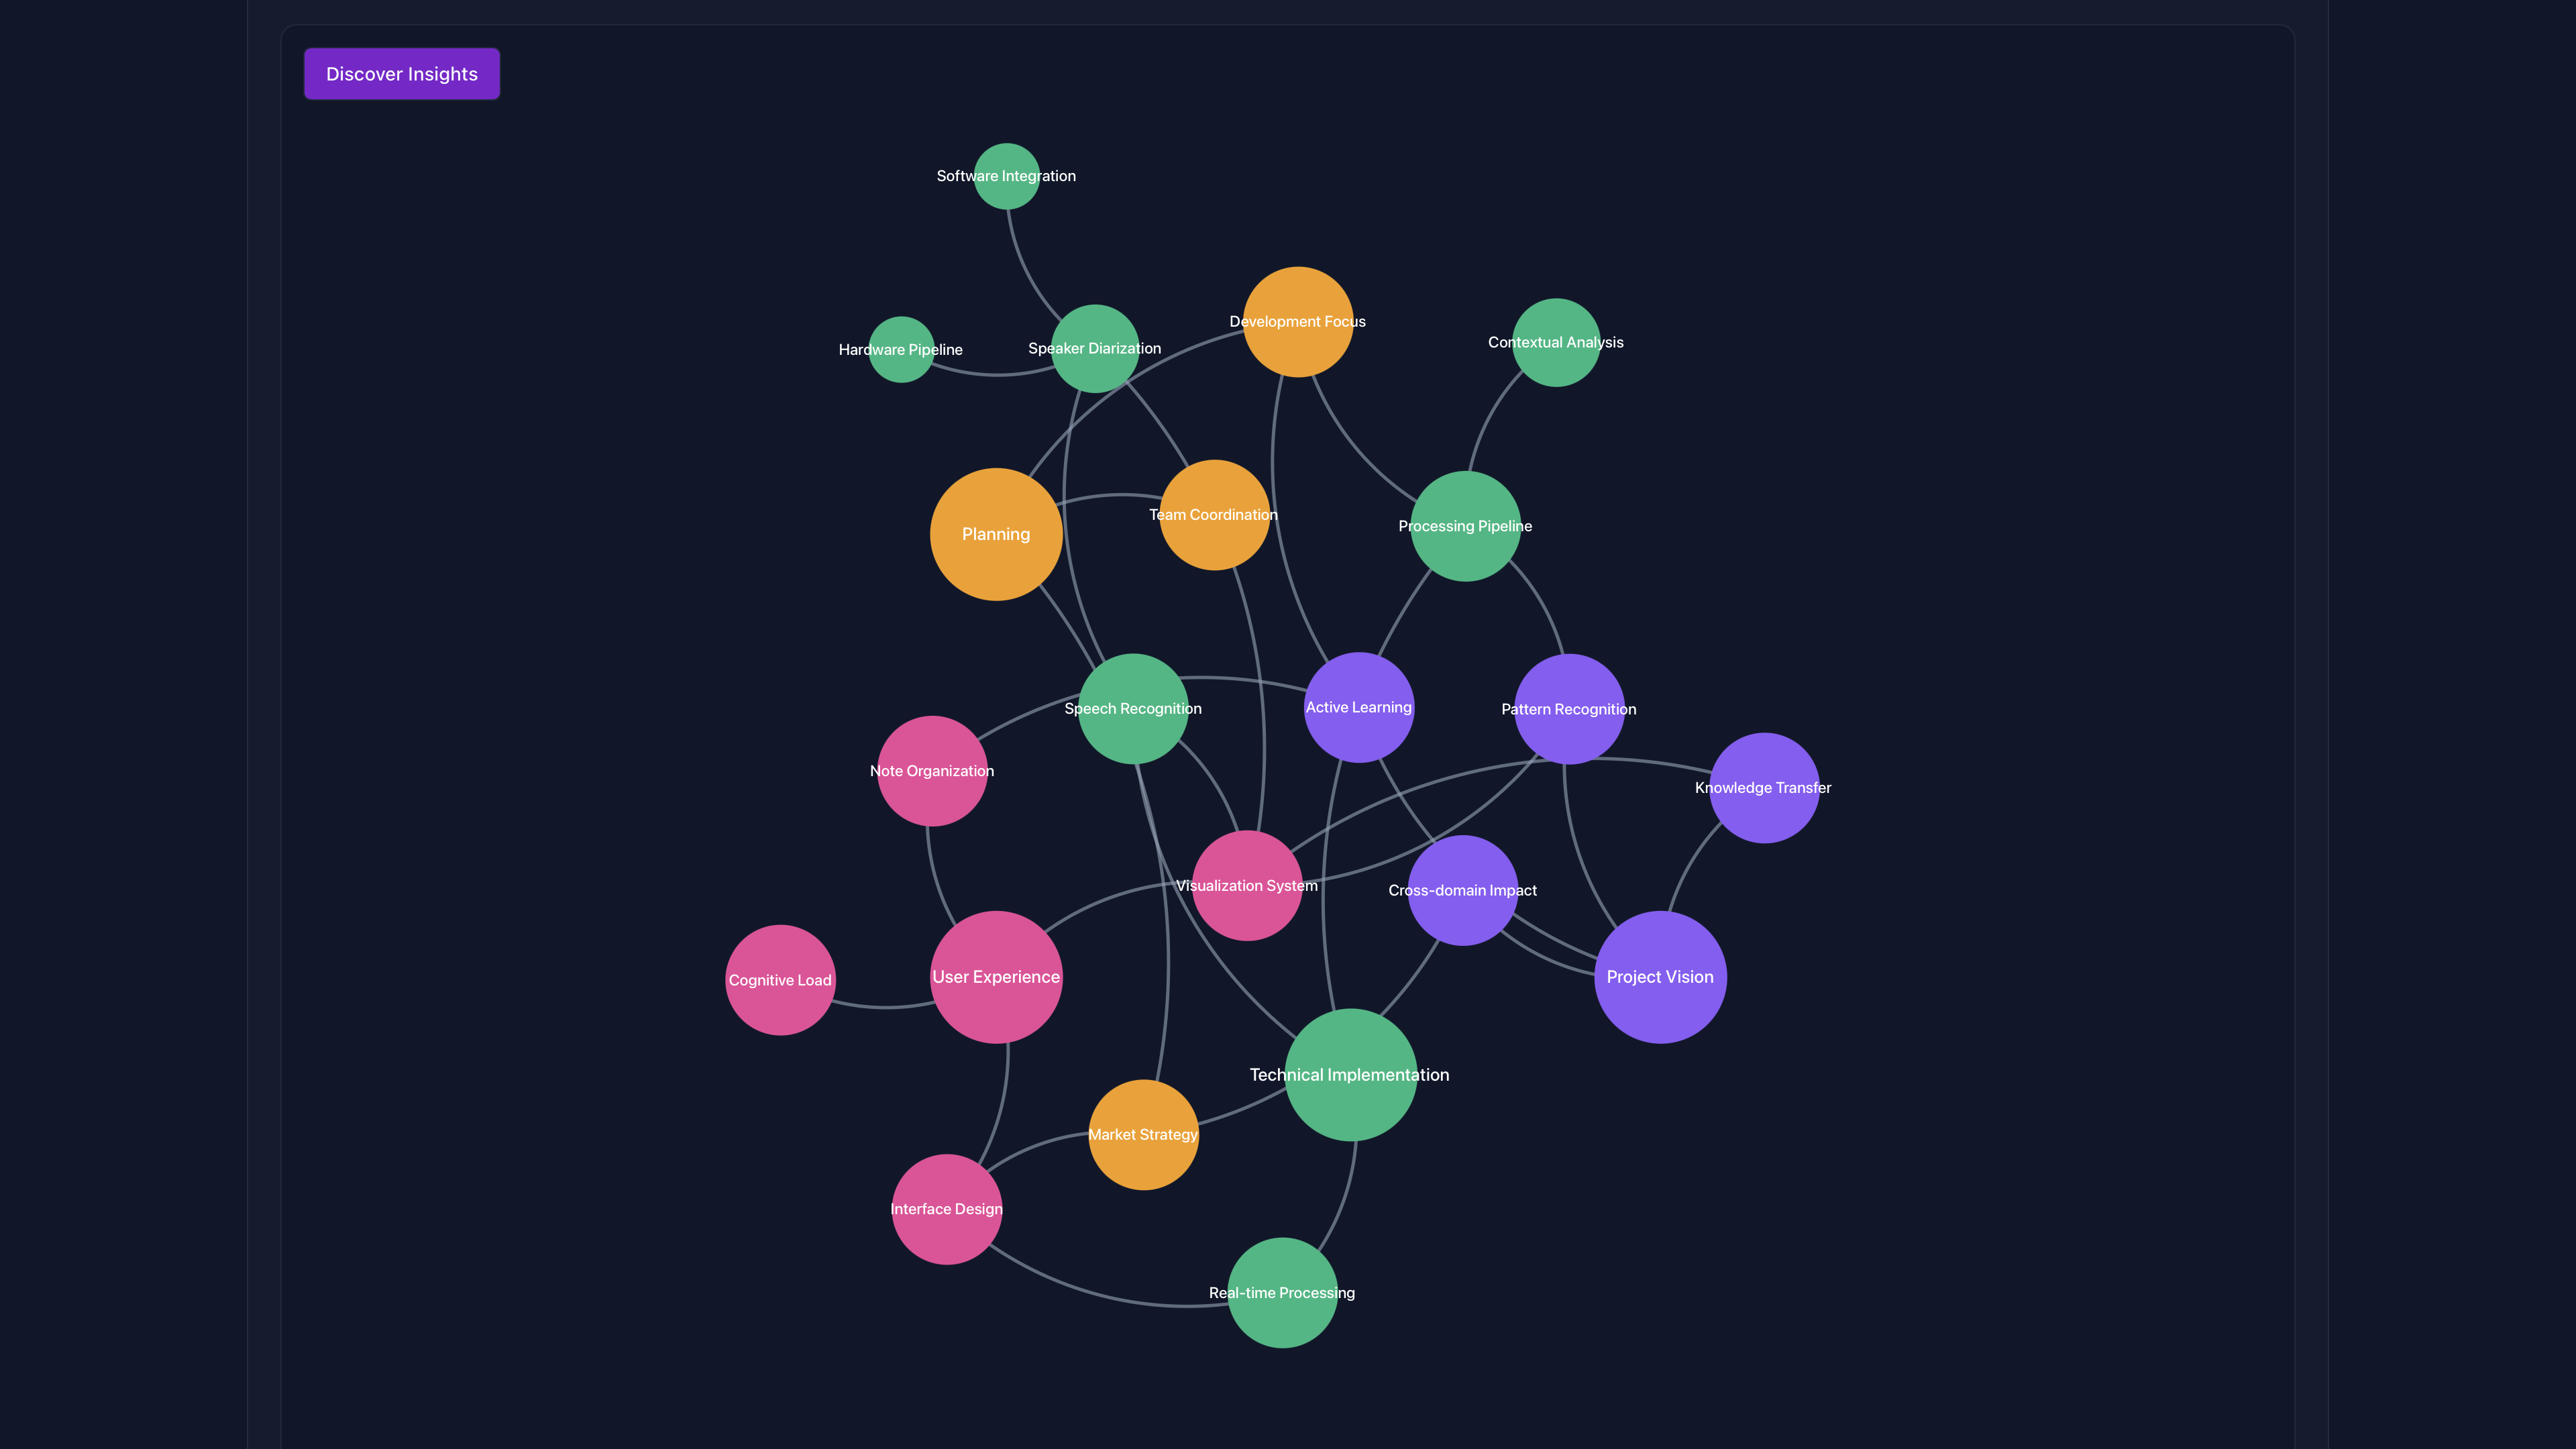 Discover Insights
Software Integration
Development Focus
Contextual Analysis
Hardware Pipeline
Speaker Diarization
Planning
Team Coordination
Processing Pipeline
Speech Recognition
Active Learning
Pattern Recognition
Note Organization
Knowledge Transfer
Visualization System
Cross-domain Impact
Cognitive Load
User Experience
Project Vision
Technical Implementation
Market Strategy
Interface Design
Real-time Processing